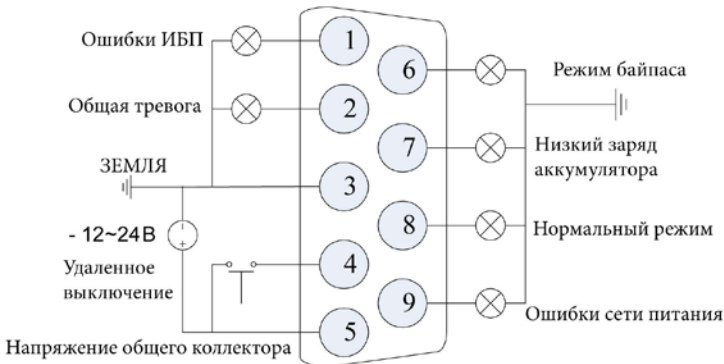 Ошибки ИБП
1
6
Режим байпаса
Общая тревога
2
7
Низкий заряд
аккумулятора
ЗЕМЛЯ
3
- 12~24В
- +
8
Нормальный режим
Удаленное
выключение
4
9
Ошибки сети питания
5
Напряжение общего коллектора